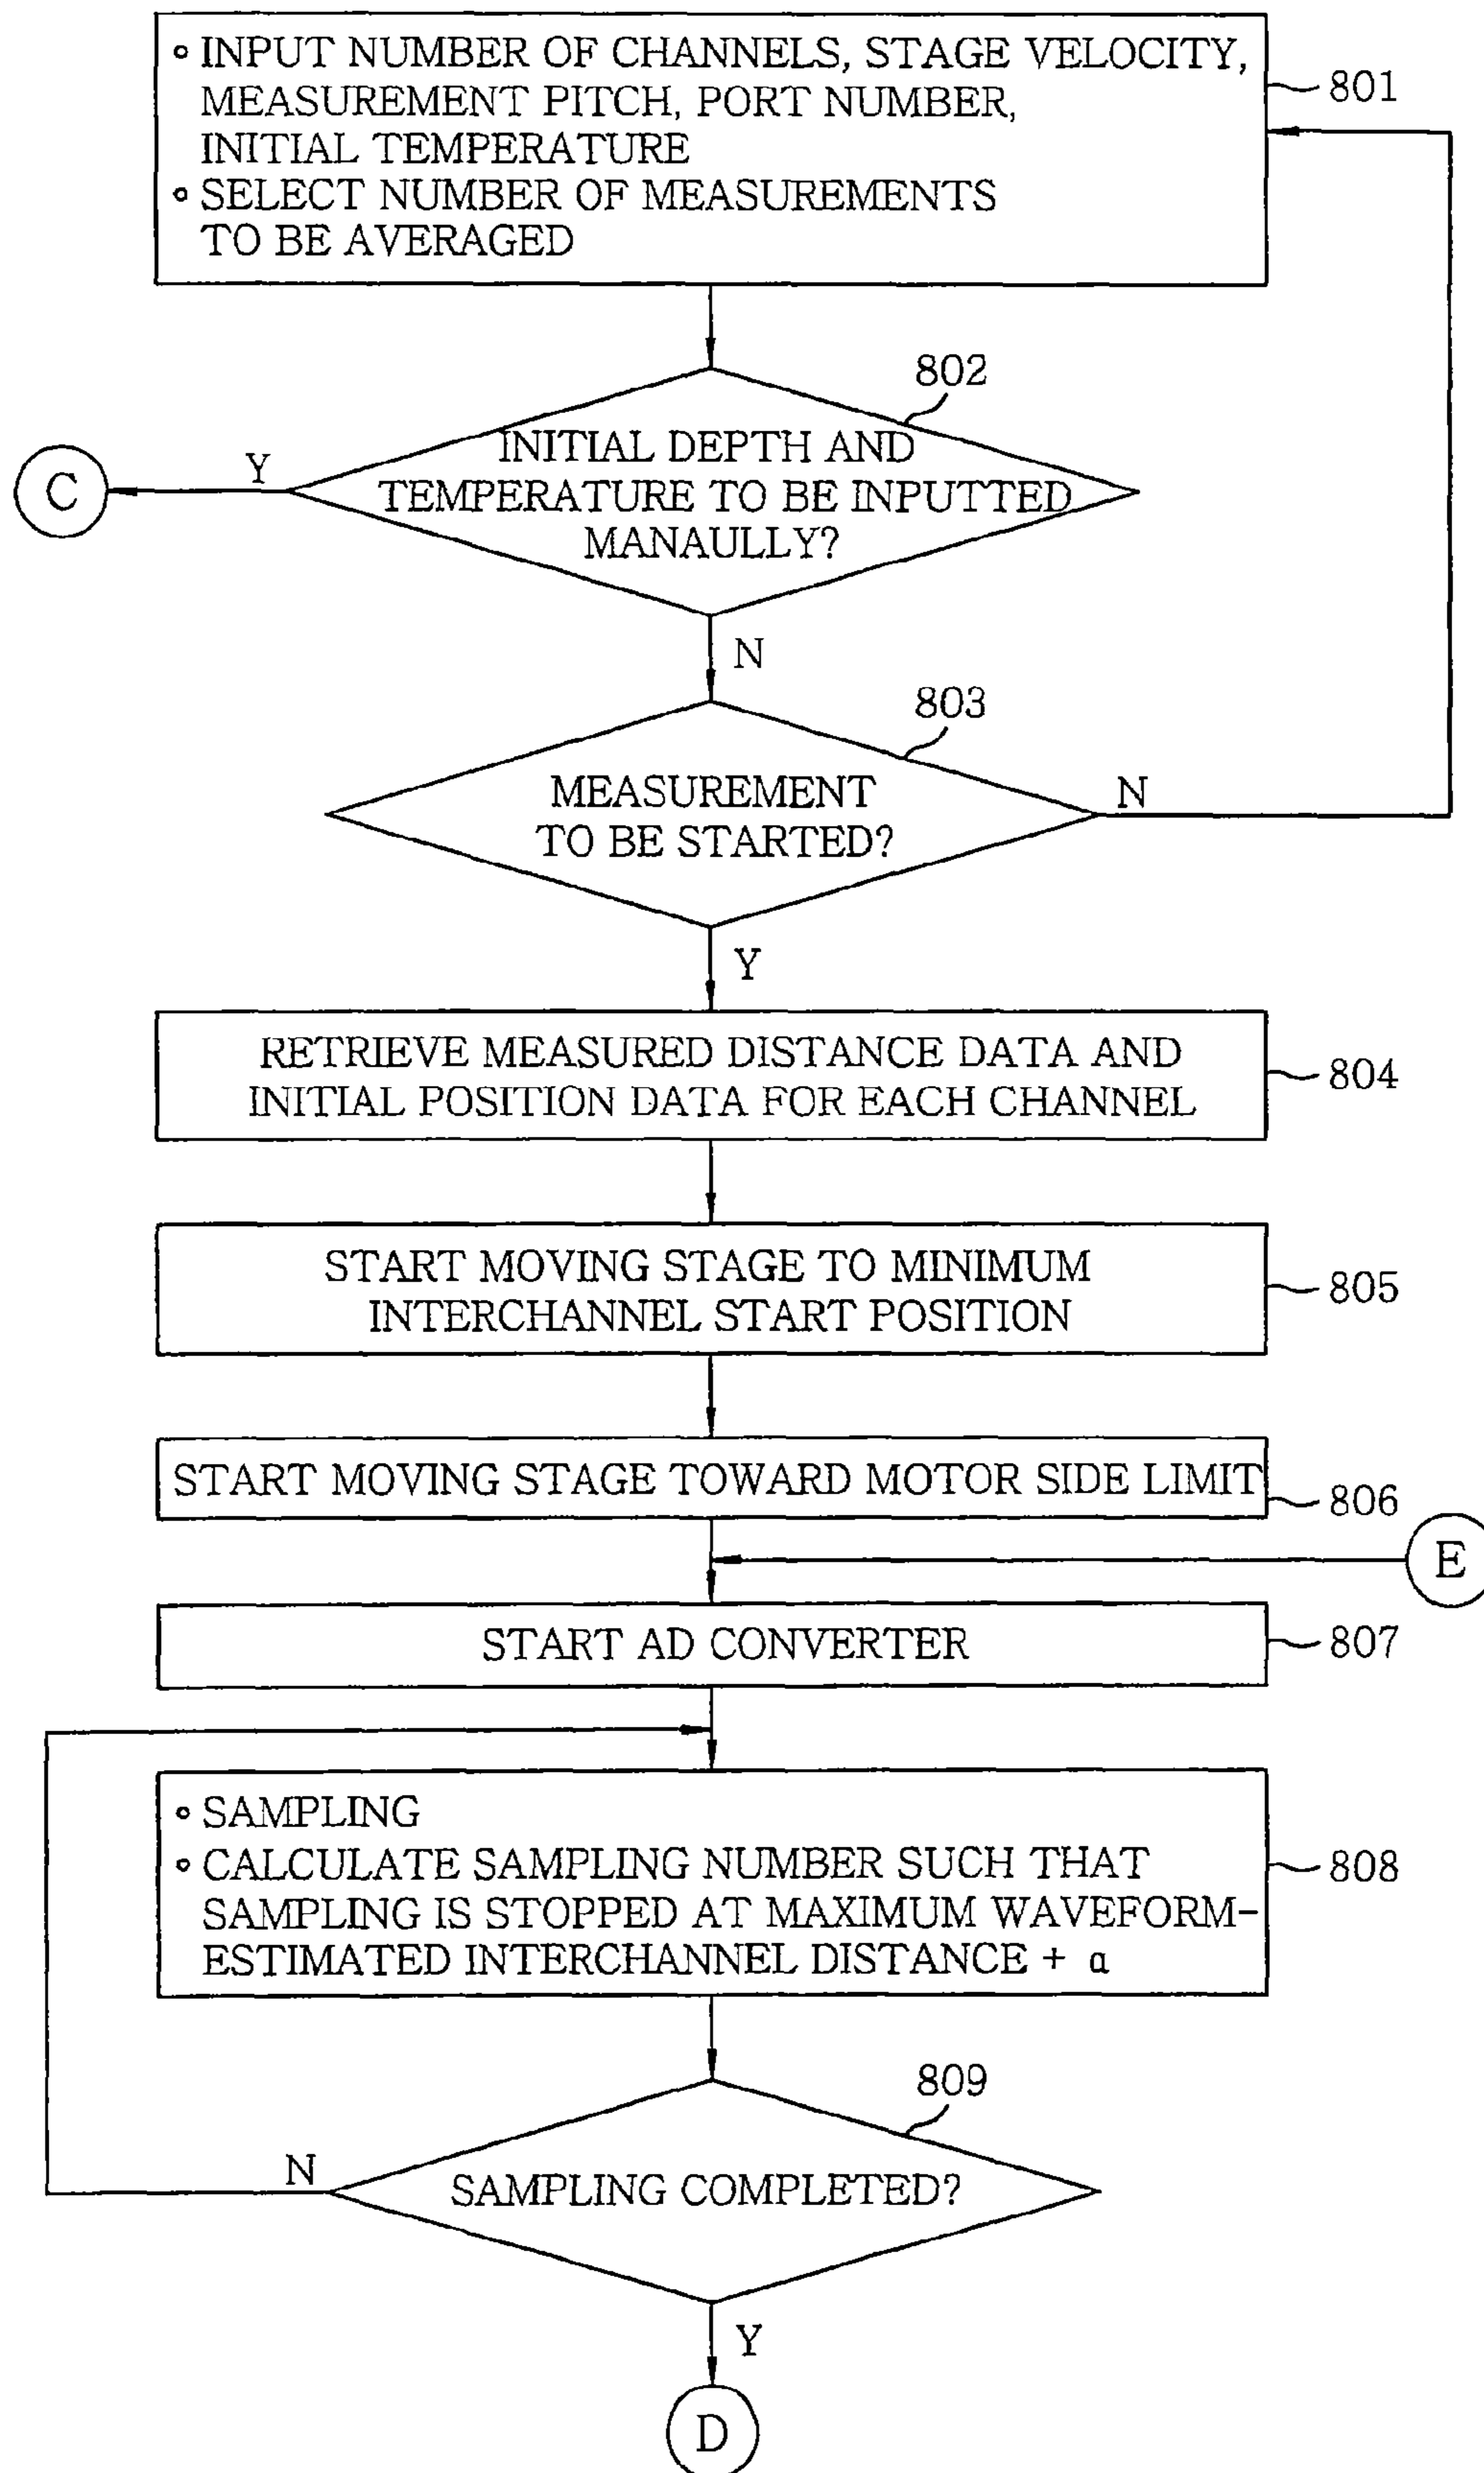 ∘ INPUT NUMBER OF CHANNELS, STAGE VELOCITY,
MEASUREMENT PITCH, PORT NUMBER,
INITIAL TEMPERATURE
∘ SELECT NUMBER OF MEASUREMENTS
TO BE AVERAGED
801
802
INITIAL DEPTH AND
TEMPERATURE TO BE INPUTTED
MANAULLY?
Y
C
N
803
MEASUREMENT
TO BE STARTED?
N
Y
RETRIEVE MEASURED DISTANCE DATA AND
INITIAL POSITION DATA FOR EACH CHANNEL
804
START MOVING STAGE TO MINIMUM
INTERCHANNEL START POSITION
805
START MOVING STAGE TOWARD MOTOR SIDE LIMIT
806
E
START AD CONVERTER
807
∘ SAMPLING
∘ CALCULATE SAMPLING NUMBER SUCH THAT
SAMPLING IS STOPPED AT MAXIMUM WAVEFORM-
ESTIMATED INTERCHANNEL DISTANCE + α
808
809
SAMPLING COMPLETED?
N
Y
D